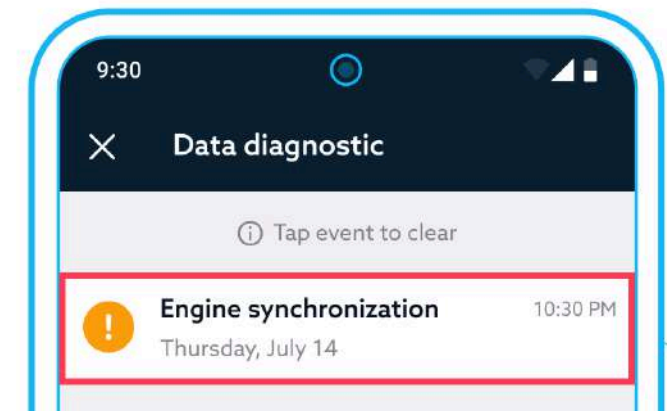 9:30
Data diagnostic
Tap event to clear
Engine synchronization 10:30 PM
Thursday, July 14